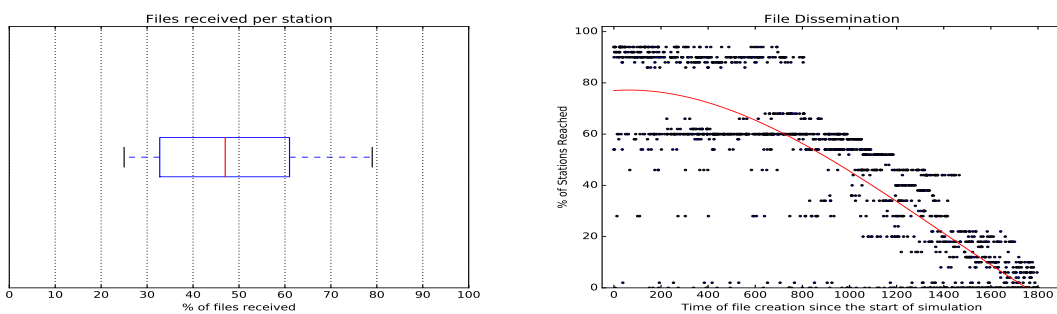 Files received per station
0 10 20 30 40 50 60 70 80 90 100
% of files received
File Dissemination
100
80
60
40
20
0
% of Stations Reached
0 200 400 600 800 1000 1200 1400 1600 1800
Time of file creation since the start of simulation